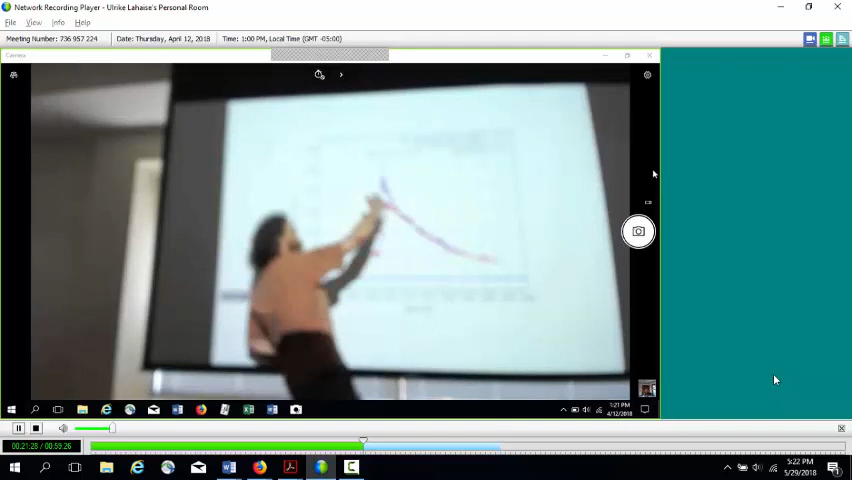 Network Recording Player - Ulrike Lahaise's Personal Room
File View Info Help
Meeting Number: 736 957 224 Date: Thursday, April 12, 2018 Time: 1:00 PM, Local Time (GMT -05:00)
Camera
1:21 PM
4/12/2018
00:21:28 / 00:59:26
5:22 PM
5/29/2018